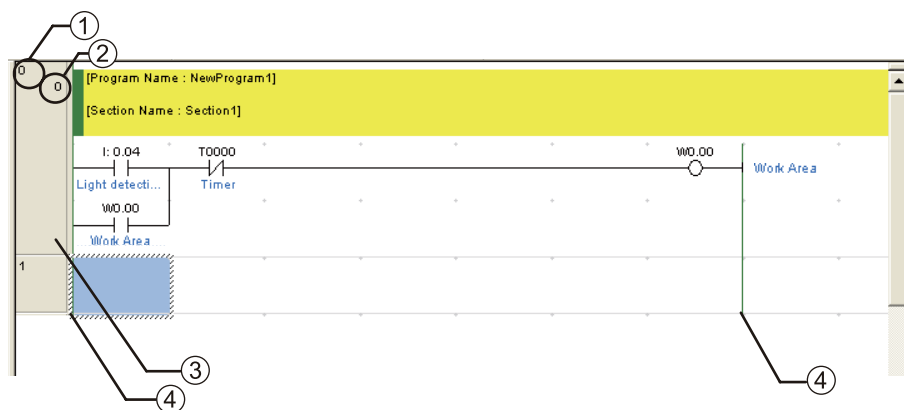 1
2
0
0
[Program Name : NewProgram1]
[Section Name : Section1]
I: 0.04 T0000 W0.00
Work Area
Light detecti... Timer
W0.00
Work Area
1
3
4
4